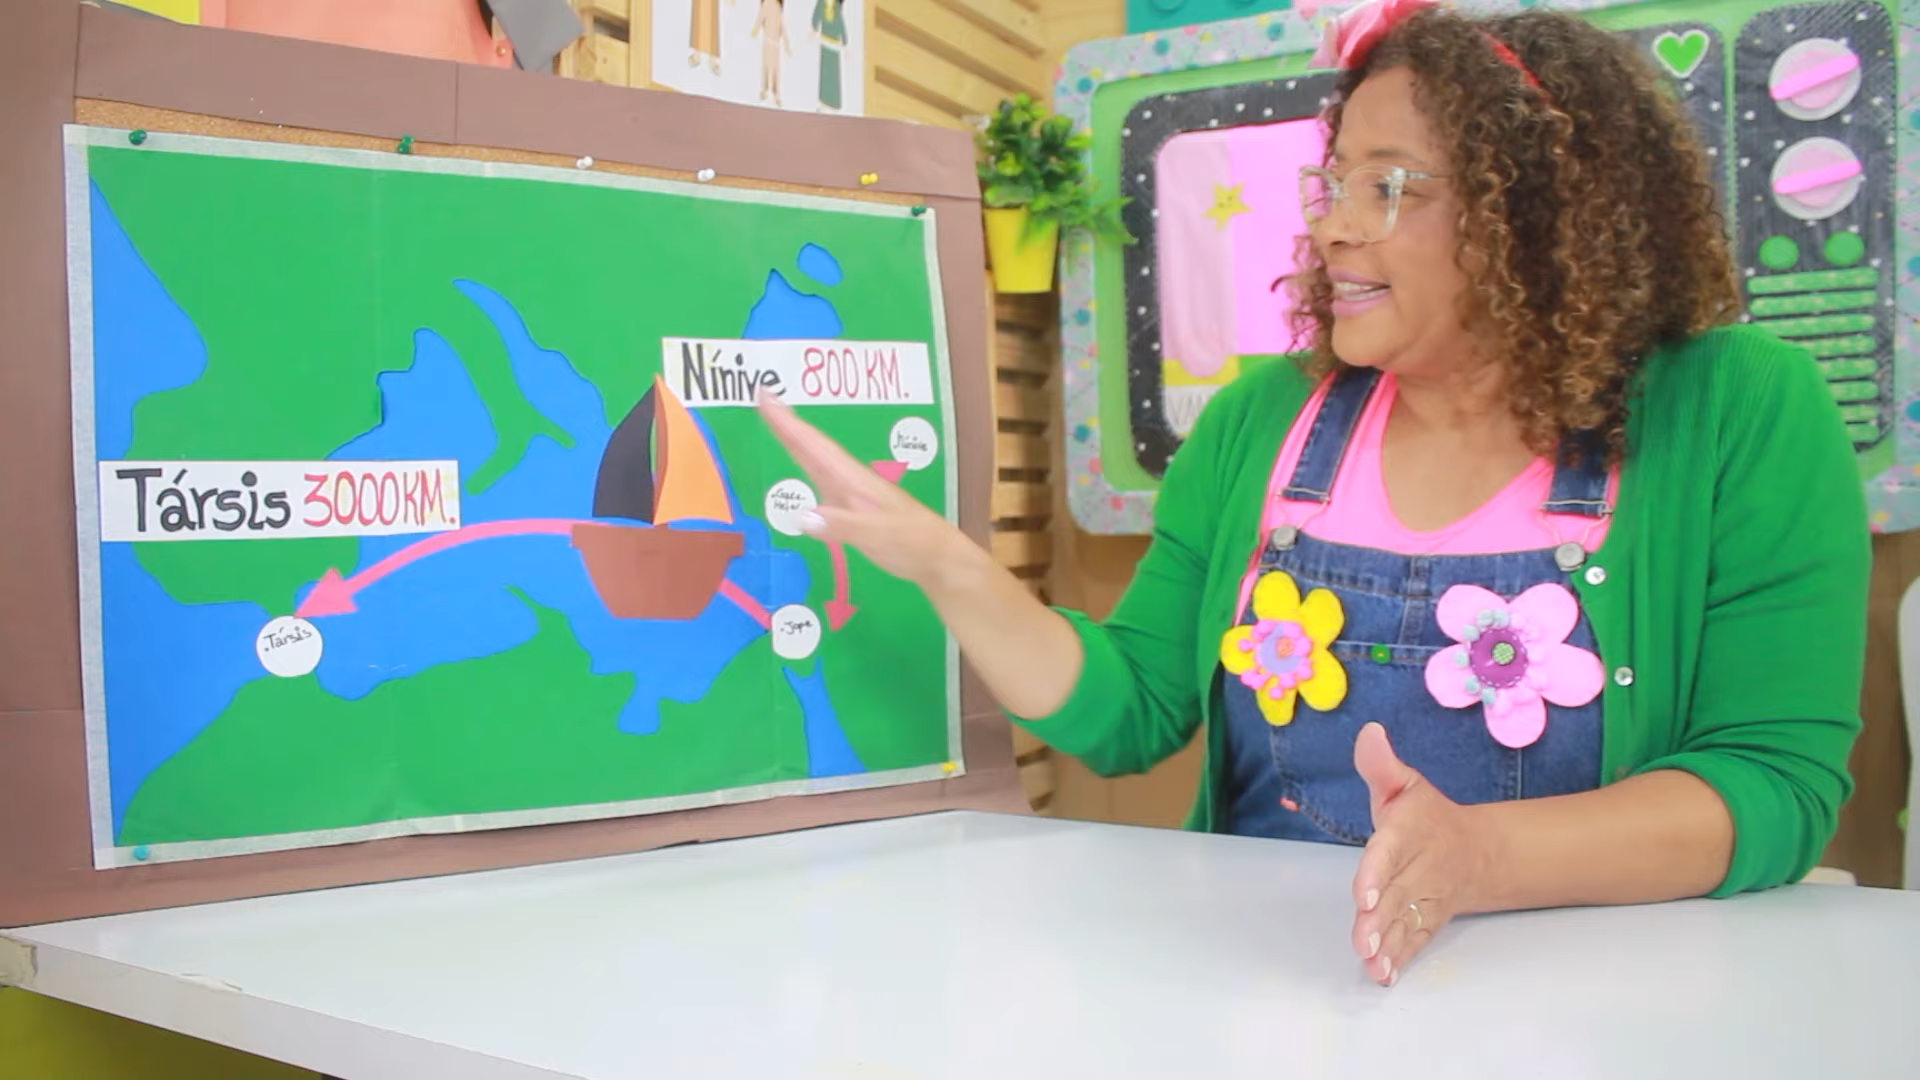 Nínive 800 KM.
Társis 3000 KM.
.Nínive
.Társis
.Jope